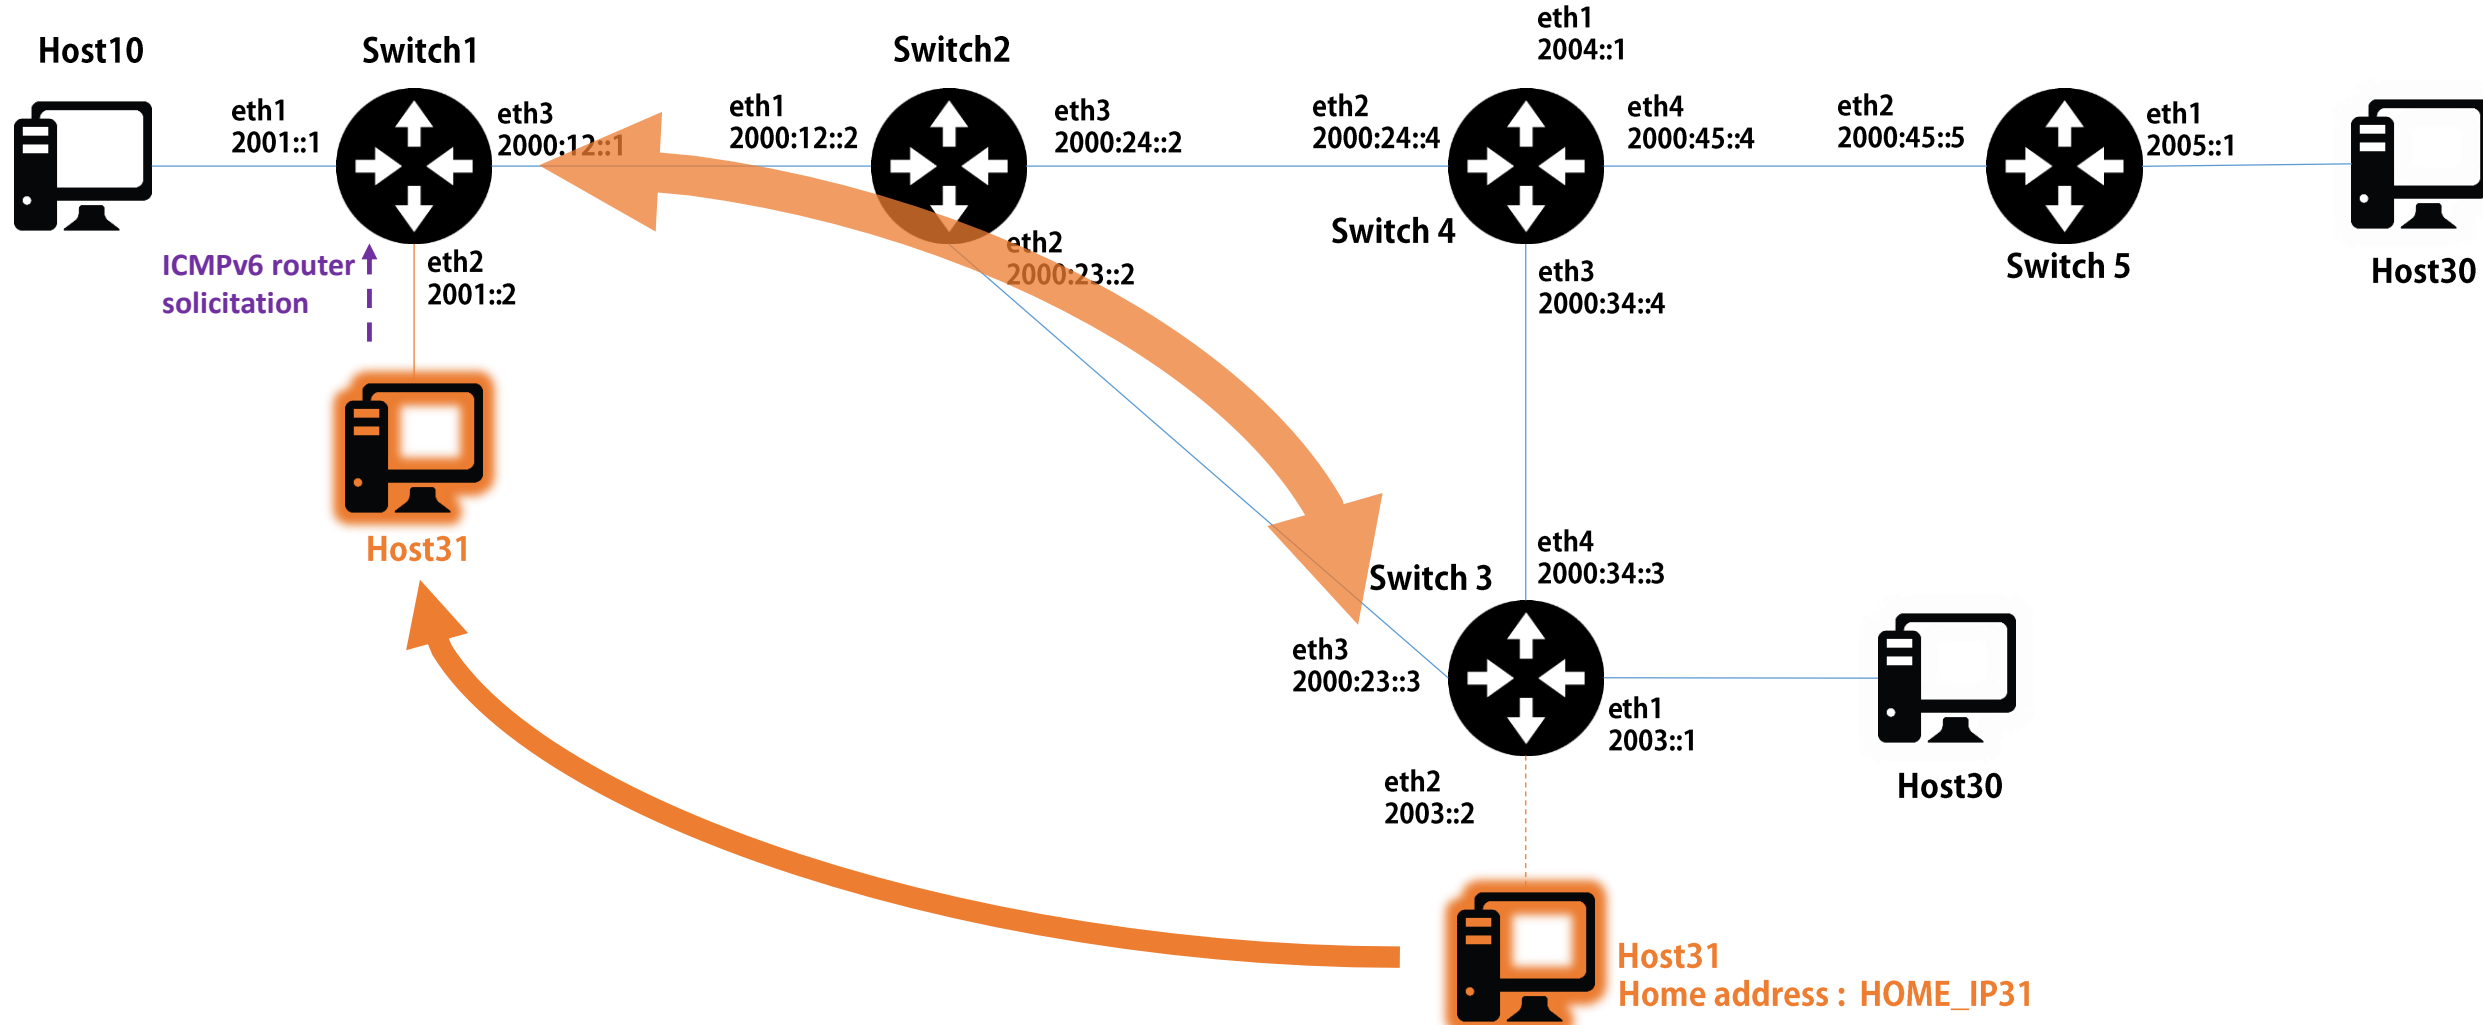 Host10
Switch1
Switch2
eth1
2004::1
eth1
2001::1
eth3
2000:12::1
eth1
2000:12::2
eth3
2000:24::2
eth2
2000:24::4
eth4
2000:45::4
eth2
2000:45::5
eth1
2005::1
Switch 4
Switch 5
Host30
ICMPv6 router
solicitation
eth2
2001::2
eth2
2000:23::2
eth3
2000:34::4
Host31
eth4
2000:34::3
Switch 3
eth3
2000:23::3
eth1
2003::1
eth2
2003::2
Host30
Host31
Home address : HOME_IP31